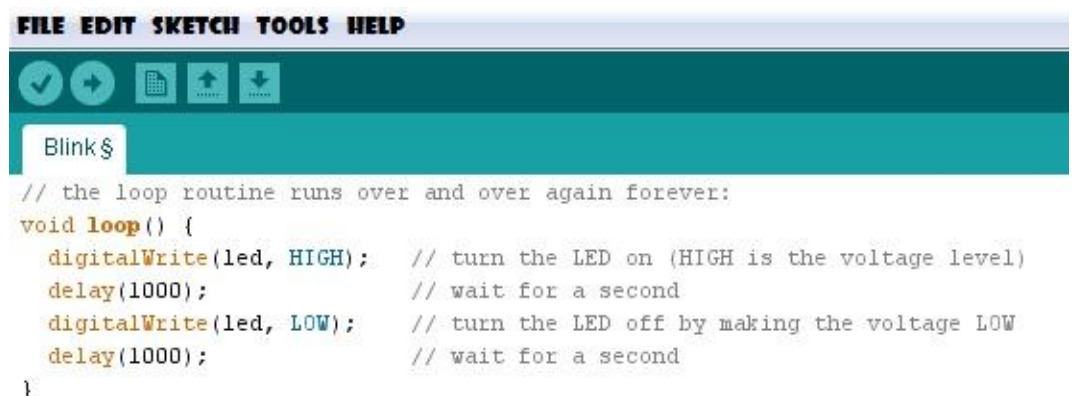 FILE EDIT SKETCH TOOLS HELP
Blink §
// the loop routine runs over and over again forever:
void loop() {
  digitalWrite(led, HIGH);   // turn the LED on (HIGH is the voltage level)
  delay(1000);               // wait for a second
  digitalWrite(led, LOW);    // turn the LED off by making the voltage LOW
  delay(1000);               // wait for a second
}